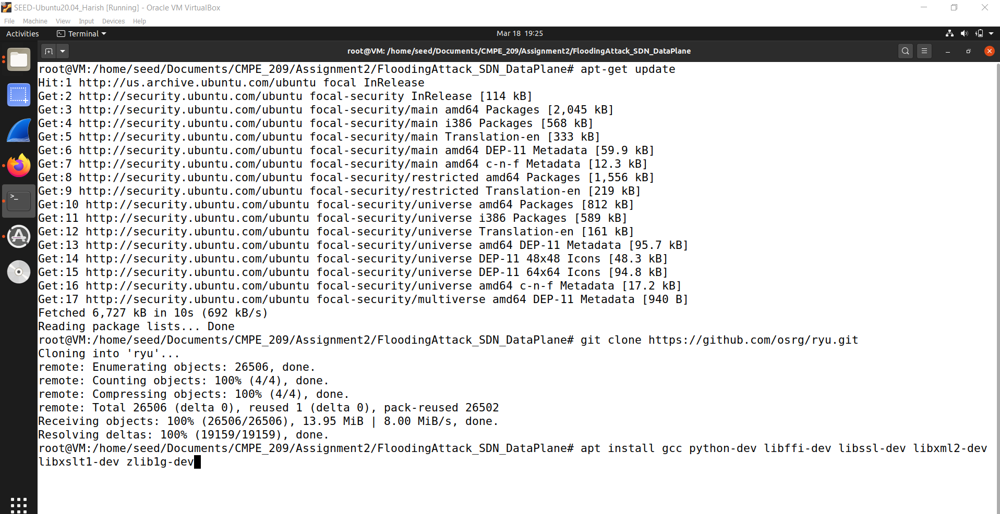 SEED-Ubuntu20.04_Harish [Running] - Oracle VM VirtualBox
File Machine View Input Devices Help
Activities Terminal Mar 18 19:25
root@VM: /home/seed/Documents/CMPE_209/Assignment2/FloodingAttack_SDN_DataPlane
root@VM:/home/seed/Documents/CMPE_209/Assignment2/FloodingAttack_SDN_DataPlane# apt-get update
Hit:1 http://us.archive.ubuntu.com/ubuntu focal InRelease
Get:2 http://security.ubuntu.com/ubuntu focal-security InRelease [114 kB]
Get:3 http://security.ubuntu.com/ubuntu focal-security/main amd64 Packages [2,045 kB]
Get:4 http://security.ubuntu.com/ubuntu focal-security/main i386 Packages [568 kB]
Get:5 http://security.ubuntu.com/ubuntu focal-security/main Translation-en [333 kB]
Get:6 http://security.ubuntu.com/ubuntu focal-security/main amd64 DEP-11 Metadata [59.9 kB]
Get:7 http://security.ubuntu.com/ubuntu focal-security/main amd64 c-n-f Metadata [12.3 kB]
Get:8 http://security.ubuntu.com/ubuntu focal-security/restricted amd64 Packages [1,556 kB]
Get:9 http://security.ubuntu.com/ubuntu focal-security/restricted Translation-en [219 kB]
Get:10 http://security.ubuntu.com/ubuntu focal-security/universe amd64 Packages [812 kB]
Get:11 http://security.ubuntu.com/ubuntu focal-security/universe i386 Packages [589 kB]
Get:12 http://security.ubuntu.com/ubuntu focal-security/universe Translation-en [161 kB]
Get:13 http://security.ubuntu.com/ubuntu focal-security/universe amd64 DEP-11 Metadata [95.7 kB]
Get:14 http://security.ubuntu.com/ubuntu focal-security/universe DEP-11 48x48 Icons [48.3 kB]
Get:15 http://security.ubuntu.com/ubuntu focal-security/universe DEP-11 64x64 Icons [94.8 kB]
Get:16 http://security.ubuntu.com/ubuntu focal-security/universe amd64 c-n-f Metadata [17.2 kB]
Get:17 http://security.ubuntu.com/ubuntu focal-security/multiverse amd64 DEP-11 Metadata [940 B]
Fetched 6,727 kB in 10s (692 kB/s)
Reading package lists... Done
root@VM:/home/seed/Documents/CMPE_209/Assignment2/FloodingAttack_SDN_DataPlane# git clone https://github.com/osrg/ryu.git
Cloning into 'ryu'...
remote: Enumerating objects: 26506, done.
remote: Counting objects: 100% (4/4), done.
remote: Compressing objects: 100% (4/4), done.
remote: Total 26506 (delta 0), reused 1 (delta 0), pack-reused 26502
Receiving objects: 100% (26506/26506), 13.95 MiB | 8.00 MiB/s, done.
Resolving deltas: 100% (19159/19159), done.
root@VM:/home/seed/Documents/CMPE_209/Assignment2/FloodingAttack_SDN_DataPlane# apt install gcc python-dev libffi-dev libssl-dev libxml2-dev
libxslt1-dev zlib1g-dev